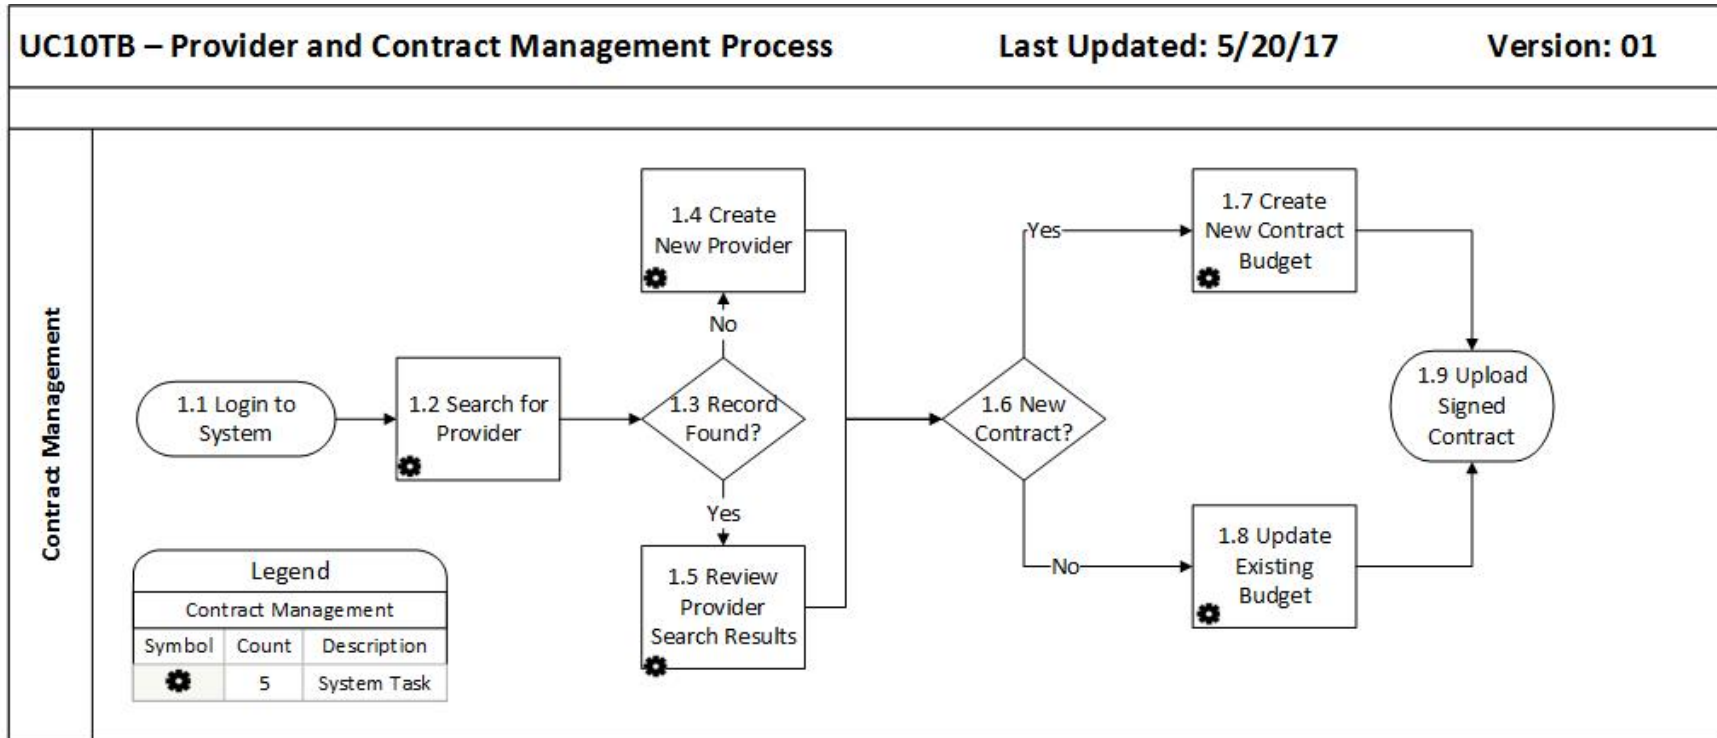 UC10TB – Provider and Contract Management Process Last Updated: 5/20/17 Version: 01
Contract Management
1.1 Login to
System
1.2 Search for
Provider
1.3 Record
Found?
No
Yes
1.4 Create
New Provider
1.5 Review
Provider
Search Results
1.6 New
Contract?
Yes
No
1.7 Create
New Contract
Budget
1.8 Update
Existing
Budget
1.9 Upload
Signed
Contract
Legend
Contract Management
Symbol Count Description
5 System Task